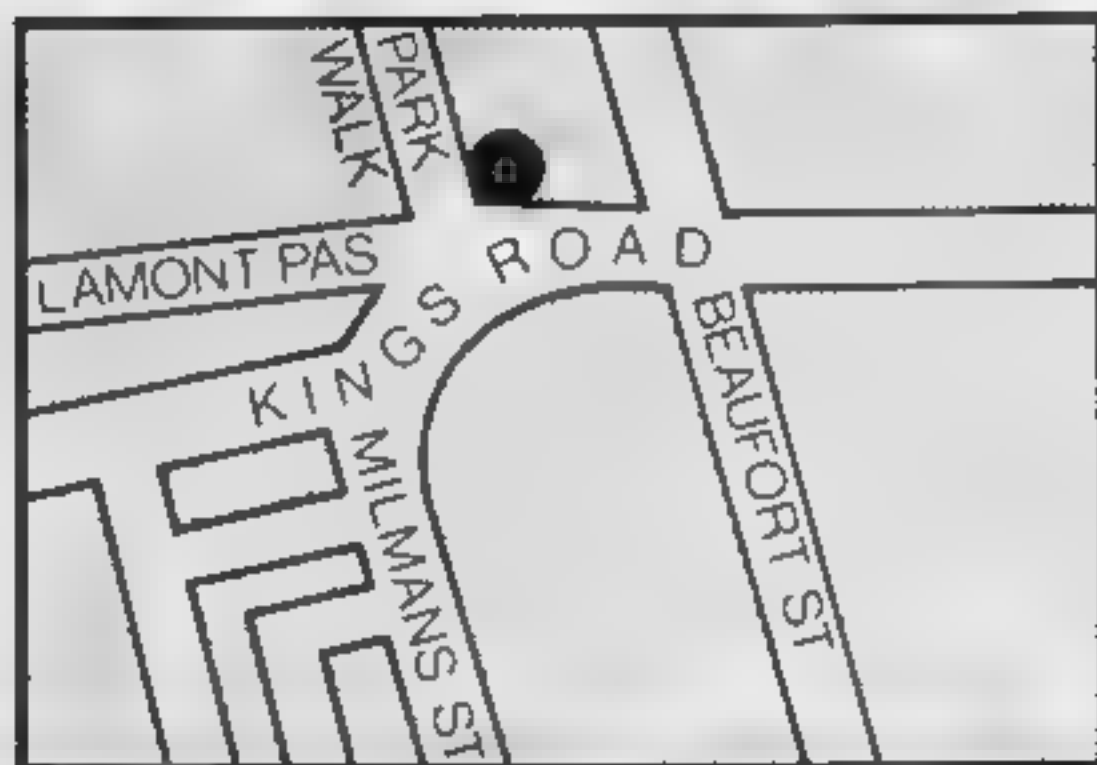 PARK
WALK
LAMONT PAS
KINGS ROAD
BEAUFORT ST
MILMANS ST